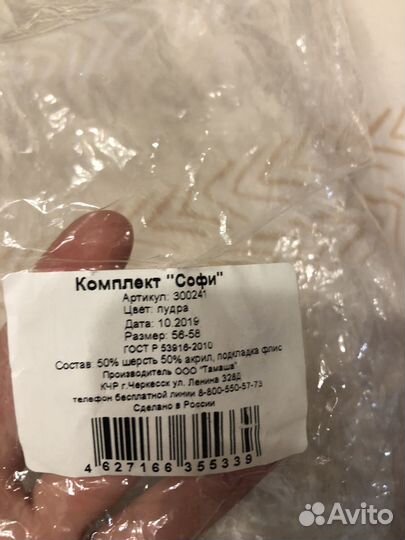 Комплект "Софи"
Артикул: 300241
Цвет: пудра
Дата: 10.2019
Размер: 56-58
ГОСТ Р 53916-2010
Состав: 50% шерсть 50% акрил, подкладка флис
Производитель ООО "Тамаша"
КЧР г.Черкесск ул. Ленина 328Д
телефон бесплатной линии 8-800-550-57-73
Сделано в России
4 627166 355339
Avito